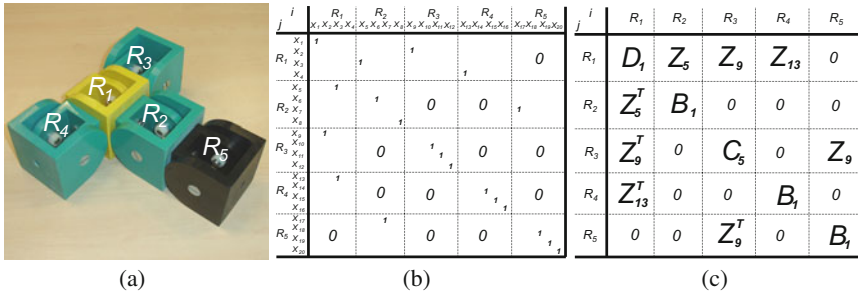 R3
R1
R2
R4
R5
(a)
i
j
R1 R2 R3 R4 R5
X1 X2 X3 X4 X5 X6 X7 X8 X9 X10 X11 X12 X13 X14 X15 X16 X17 X18 X19 X20
R1
X1 1
X2 1
X3 1 0
X4 1
R2
X5 1
X6 1
X7 0 0 1
X8 1
R3
X9 1
X10 1
X11 0 1 0 0
X12 1
R4
X13 1
X14 1
X15 0 0 1 0
X16 1
R5
X17 1
X18 1
X19 0 0 0 1
X20 1
(b)
i
j
R1 R2 R3 R4 R5
R1 D1 Z5 Z9 Z13 0
R2 Z5^T B1 0 0 0
R3 Z9^T 0 C5 0 Z9
R4 Z13^T 0 0 B1 0
R5 0 0 Z9^T 0 B1
(c)